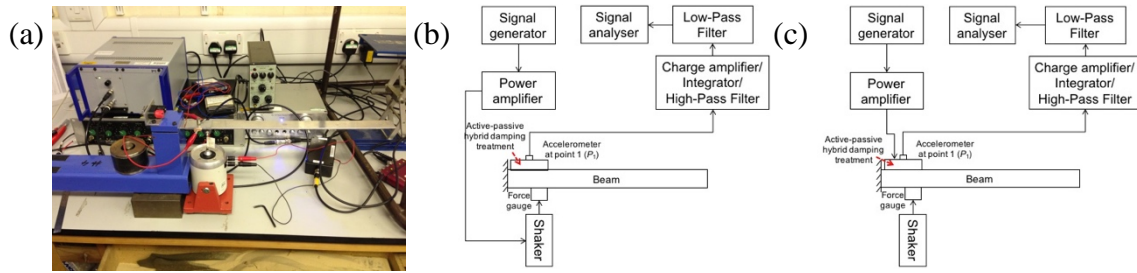 (a)
(b)
Signal
generator
Signal
analyser
Low-Pass
Filter
Power
amplifier
Charge amplifier/
Integrator/
High-Pass Filter
Active-passive
hybrid damping
treatment
Accelerometer
at point 1 (P₁)
Beam
Force
gauge
Shaker
(c)
Signal
generator
Signal
analyser
Low-Pass
Filter
Power
amplifier
Charge amplifier/
Integrator/
High-Pass Filter
Active-passive
hybrid damping
treatment
Accelerometer
at point 1 (P₁)
Beam
Force
gauge
Shaker